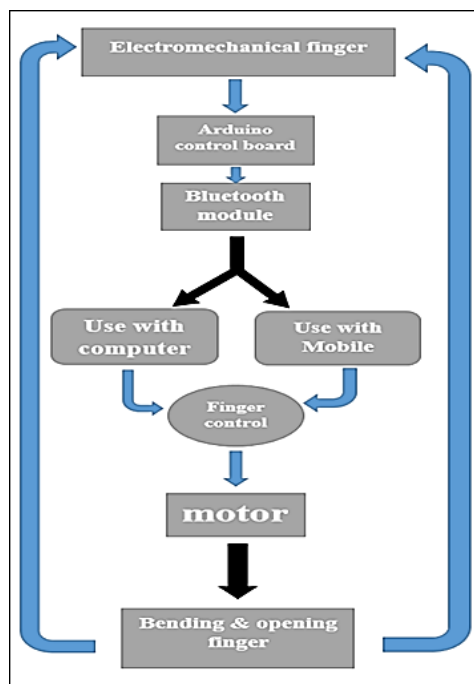 Electromechanical finger
Arduino
control board
Bluetooth
module
Use with
computer
Use with
Mobile
Finger
control
motor
Bending & opening
finger